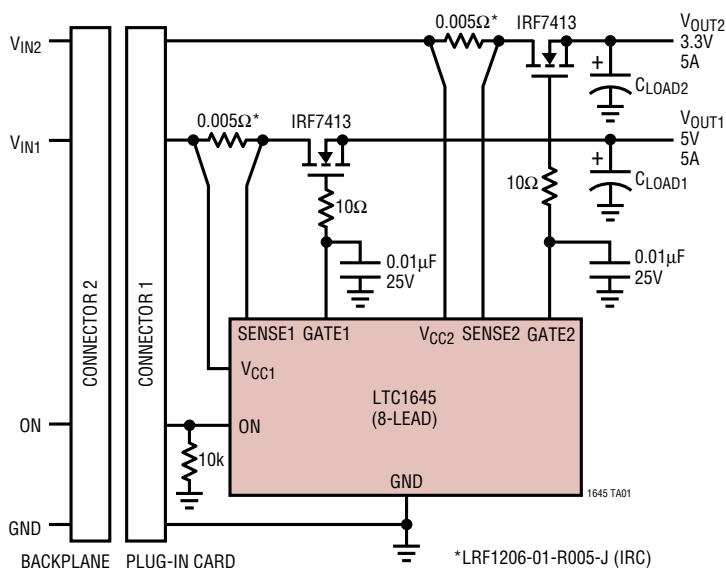 0.005Ω*
IRF7413
V_OUT2
3.3V
5A
V_IN2
+
C_LOAD2
0.005Ω*
IRF7413
V_OUT1
5V
5A
V_IN1
+
C_LOAD1
10Ω
10Ω
0.01µF
25V
0.01µF
25V
CONNECTOR 2
CONNECTOR 1
SENSE1
GATE1
V_CC2
SENSE2
GATE2
V_CC1
LTC1645
(8-LEAD)
ON
ON
10k
GND
1645 TA01
GND
BACKPLANE
PLUG-IN CARD
*LRF1206-01-R005-J (IRC)